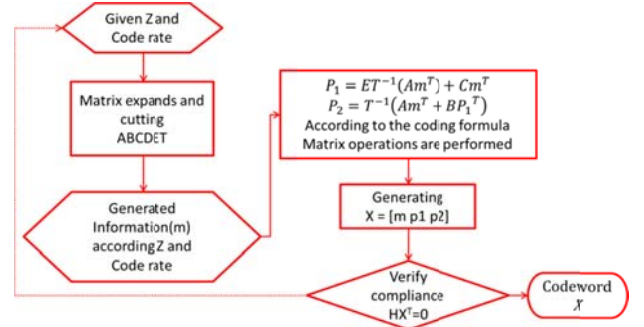 Given Z and
Code rate
Matrix expands and
cutting
ABCDET
Generated
Information(m)
according Z and
Code rate
P₁ = ET⁻¹(Amᵀ) + Cmᵀ
P₂ = T⁻¹(Amᵀ + BP₁ᵀ)
According to the coding formula
Matrix operations are performed
Generating
X = [m p1 p2]
Verify
compliance
HXᵀ=0
Codeword
X